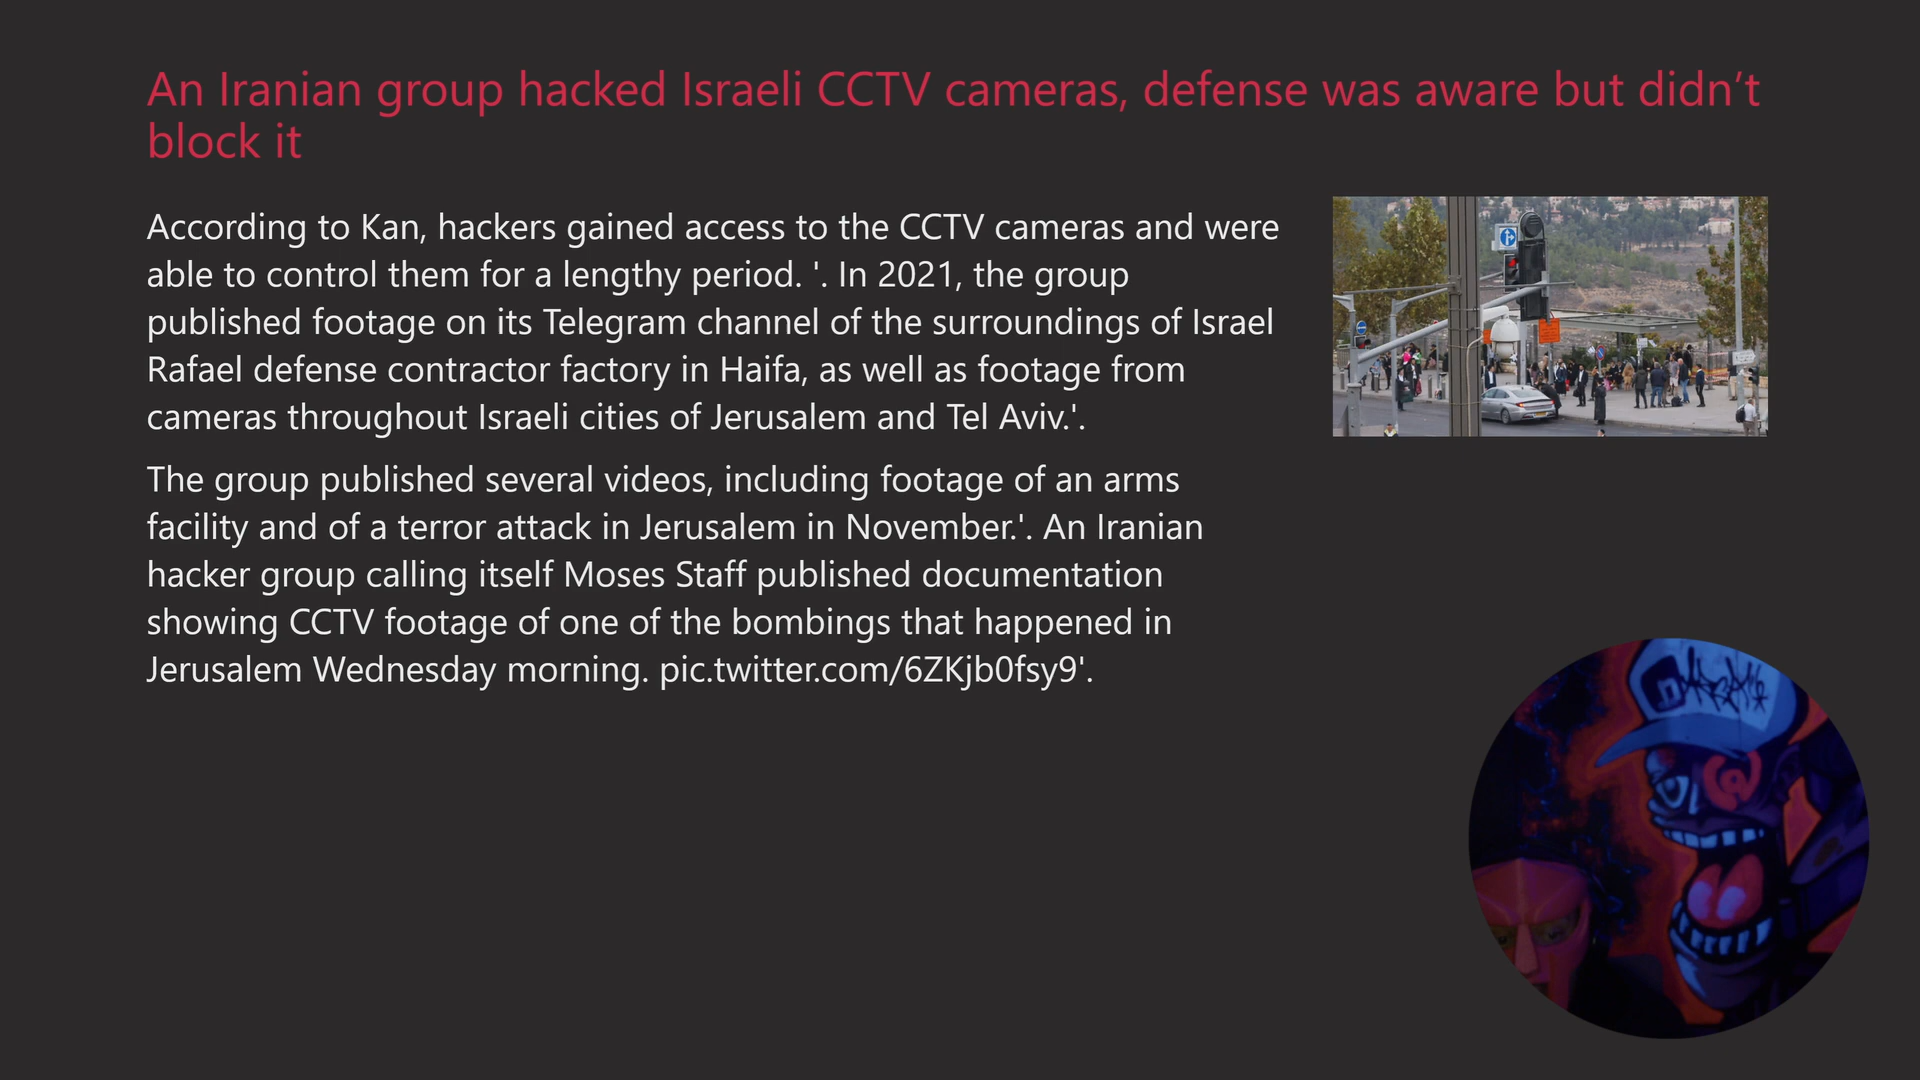 An Iranian group hacked Israeli CCTV cameras, defense was aware but didn’t
block it
According to Kan, hackers gained access to the CCTV cameras and were
able to control them for a lengthy period. '. In 2021, the group
published footage on its Telegram channel of the surroundings of Israel
Rafael defense contractor factory in Haifa, as well as footage from
cameras throughout Israeli cities of Jerusalem and Tel Aviv.'.
The group published several videos, including footage of an arms
facility and of a terror attack in Jerusalem in November.'. An Iranian
hacker group calling itself Moses Staff published documentation
showing CCTV footage of one of the bombings that happened in
Jerusalem Wednesday morning. pic.twitter.com/6ZKjb0fsy9'.